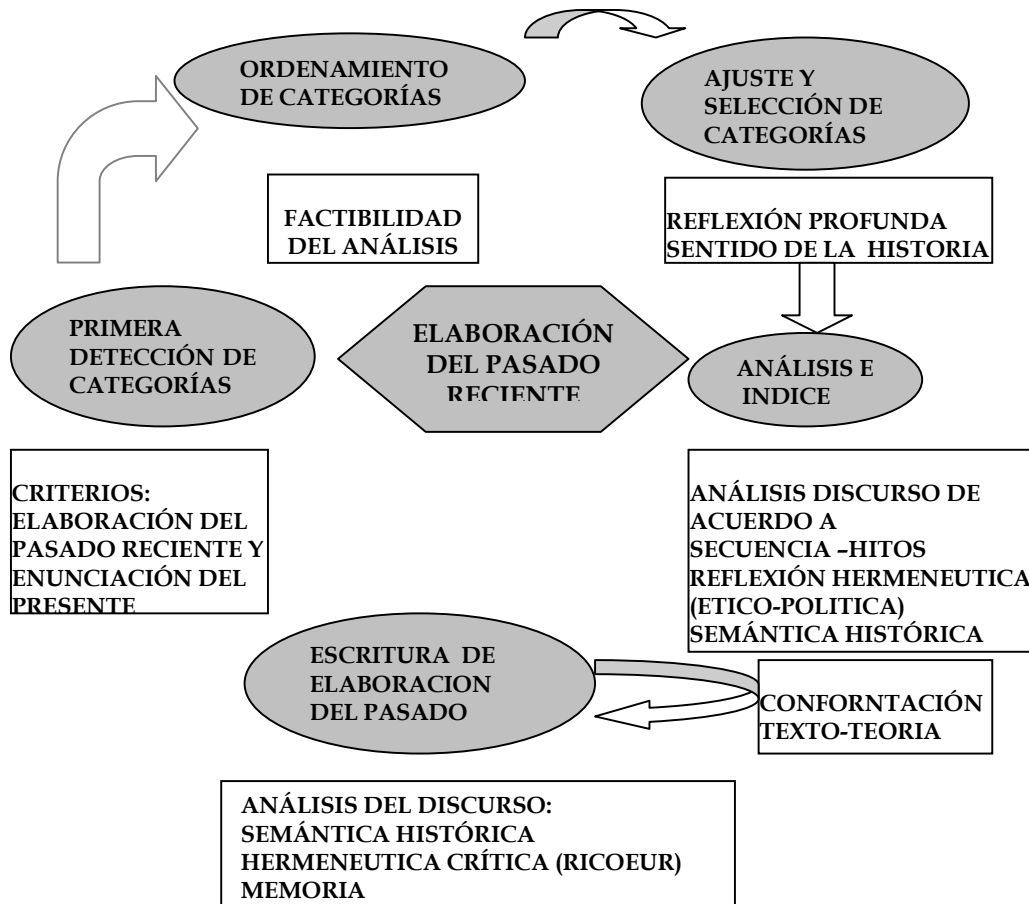 ORDENAMIENTO
DE CATEGORÍAS
AJUSTE Y
SELECCIÓN DE
CATEGORÍAS
FACTIBILIDAD
DEL ANÁLISIS
REFLEXIÓN PROFUNDA
SENTIDO DE LA HISTORIA
PRIMERA
DETECCIÓN DE
CATEGORÍAS
ELABORACIÓN
DEL PASADO
RECIENTE
ANÁLISIS E
INDICE
CRITERIOS:
ELABORACIÓN DEL
PASADO RECIENTE Y
ENUNCIACIÓN DEL
PRESENTE
ANÁLISIS DISCURSO DE
ACUERDO A
SECUENCIA –HITOS
REFLEXIÓN HERMENEUTICA
(ETICO-POLITICA)
SEMÁNTICA HISTÓRICA
ESCRITURA DE
ELABORACION
DEL PASADO
CONFORNTACIÓN
TEXTO-TEORIA
ANÁLISIS DEL DISCURSO:
SEMÁNTICA HISTÓRICA
HERMENEUTICA CRÍTICA (RICOEUR)
MEMORIA